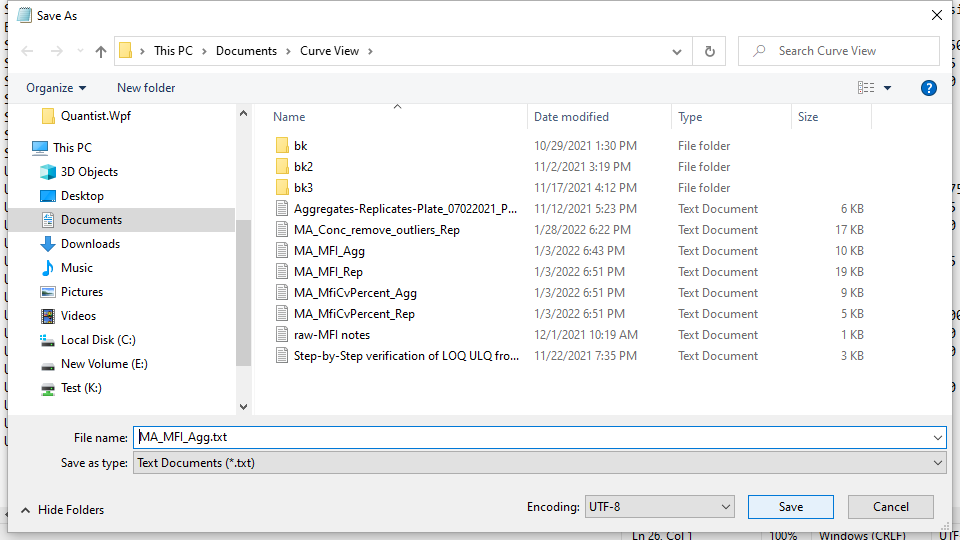 Save As
This PC > Documents > Curve View >
Search Curve View
Organize
New folder
Quantist.Wpf
This PC
3D Objects
Desktop
Documents
Downloads
Music
Pictures
Videos
Local Disk (C:)
New Volume (E:)
Test (K:)
Name Date modified Type Size
bk 10/29/2021 1:30 PM File folder
bk2 11/2/2021 3:19 PM File folder
bk3 11/17/2021 4:12 PM File folder
Aggregates-Replicates-Plate_07022021_P... 11/12/2021 5:23 PM Text Document 6 KB
MA_Conc_remove_outliers_Rep 1/28/2022 6:22 PM Text Document 17 KB
MA_MFI_Agg 1/3/2022 6:43 PM Text Document 10 KB
MA_MFI_Rep 1/3/2022 6:51 PM Text Document 19 KB
MA_MfiCvPercent_Agg 1/3/2022 6:51 PM Text Document 9 KB
MA_MfiCvPercent_Rep 1/3/2022 6:51 PM Text Document 5 KB
raw-MFI notes 12/1/2021 10:19 AM Text Document 1 KB
Step-by-Step verification of LOQ ULQ fro... 11/22/2021 7:35 PM Text Document 3 KB
File name: MA_MFI_Agg.txt
Save as type: Text Documents (*.txt)
Hide Folders
Encoding: UTF-8
Save
Cancel
Ln 26, Col 1 100% Windows (CRLF) UTF